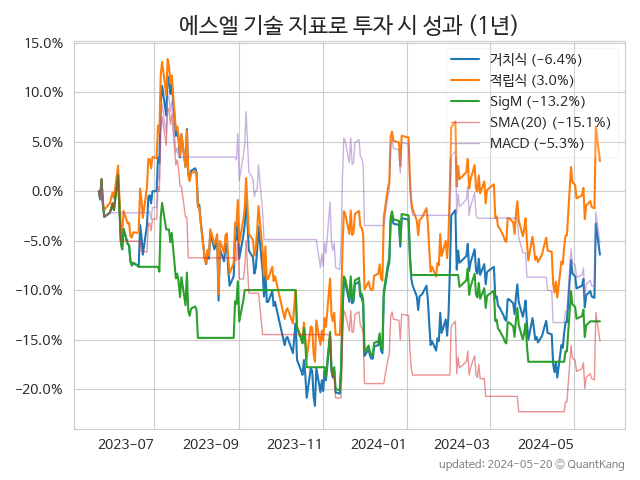 에스엘 기술 지표로 투자 시 성과 (1년)
15.0%
10.0%
5.0%
0.0%
−5.0%
−10.0%
−15.0%
−20.0%
거치식 (−6.4%)
적립식 (3.0%)
SigM (−13.2%)
SMA(20) (−15.1%)
MACD (−5.3%)
2023-07 2023-09 2023-11 2024-01 2024-03 2024-05
updated: 2024-05-20 © QuantKang